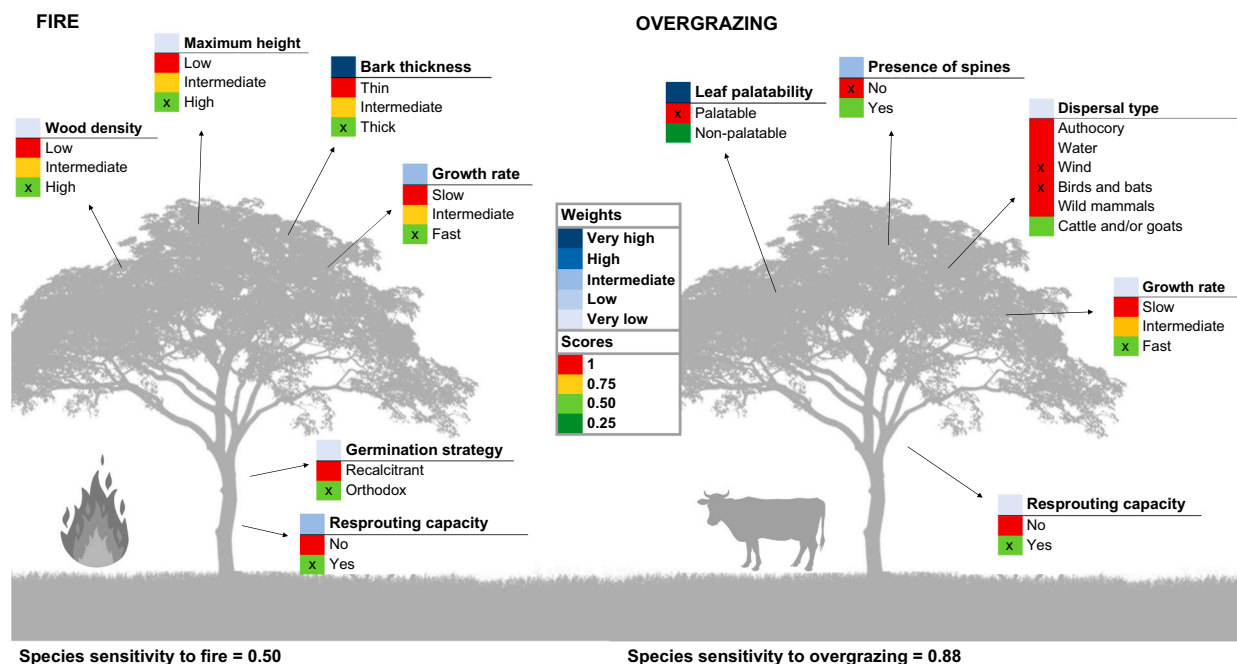 FIRE
Maximum height
Low
Intermediate
x High
Bark thickness
Thin
Intermediate
x Thick
Wood density
Low
Intermediate
x High
Growth rate
Slow
Intermediate
x Fast
Germination strategy
Recalcitrant
x Orthodox
Resprouting capacity
No
x Yes
Species sensitivity to fire = 0.50
Weights
Very high
High
Intermediate
Low
Very low
Scores
1
0.75
0.50
0.25
OVERGRAZING
Leaf palatability
x Palatable
Non-palatable
Presence of spines
x No
Yes
Dispersal type
Authocory
Water
x Wind
x Birds and bats
Wild mammals
Cattle and/or goats
Growth rate
Slow
Intermediate
x Fast
Resprouting capacity
No
x Yes
Species sensitivity to overgrazing = 0.88